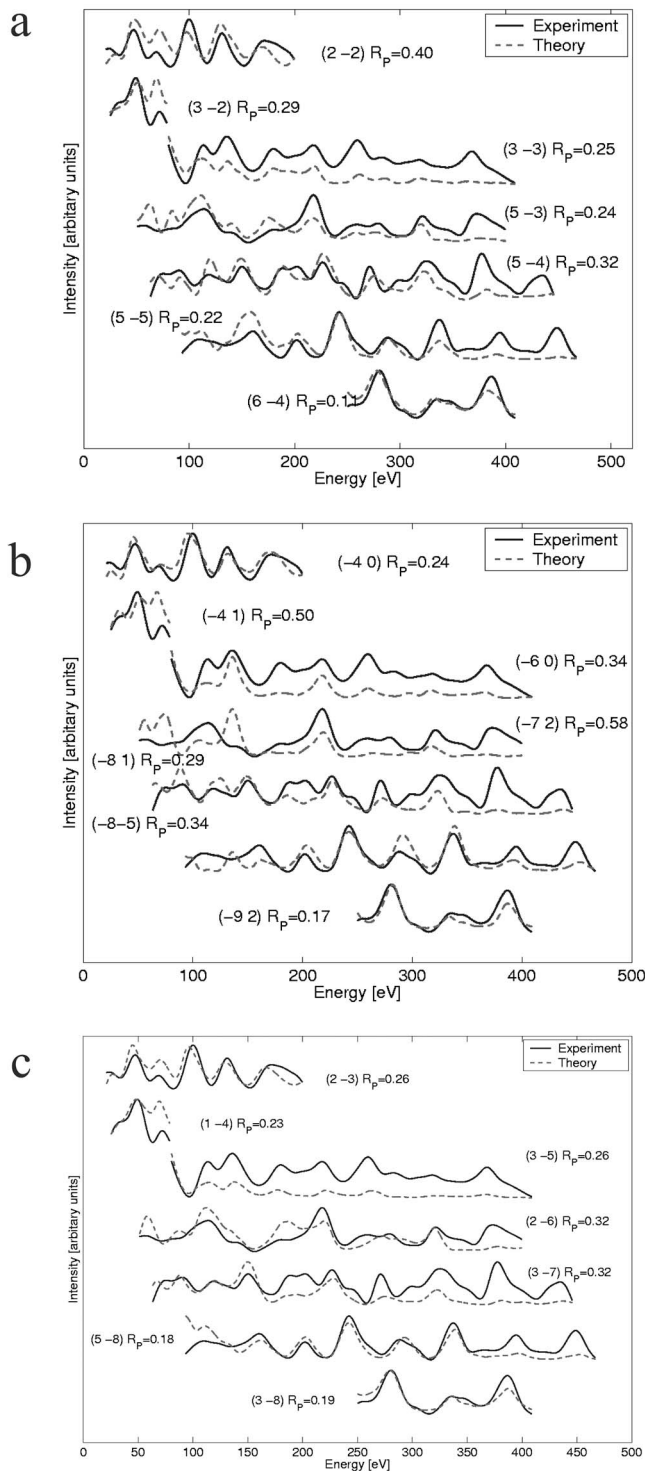 a
Experiment
Theory
(2 −2) R_P=0.40
(3 −2) R_P=0.29
(3 −3) R_P=0.25
(5 −3) R_P=0.24
(5 −4) R_P=0.32
(5 −5) R_P=0.22
(6 −4) R_P=0.11
Intensity [arbitary units]
0 100 200 300 400 500
Energy [eV]
b
Experiment
Theory
(−4 0) R_P=0.24
(−4 1) R_P=0.50
(−6 0) R_P=0.34
(−7 2) R_P=0.58
(−8 1) R_P=0.29
(−8−5) R_P=0.34
(−9 2) R_P=0.17
Intensity [arbitary units]
0 100 200 300 400 500
Energy [eV]
c
Experiment
Theory
(2 −3) R_P=0.26
(1 −4) R_P=0.23
(3 −5) R_P=0.26
(2 −6) R_P=0.32
(3 −7) R_P=0.32
(5 −8) R_P=0.18
(3 −8) R_P=0.19
Intensity [arbitary units]
0 50 100 150 200 250 300 350 400 450 500
Energy [eV]